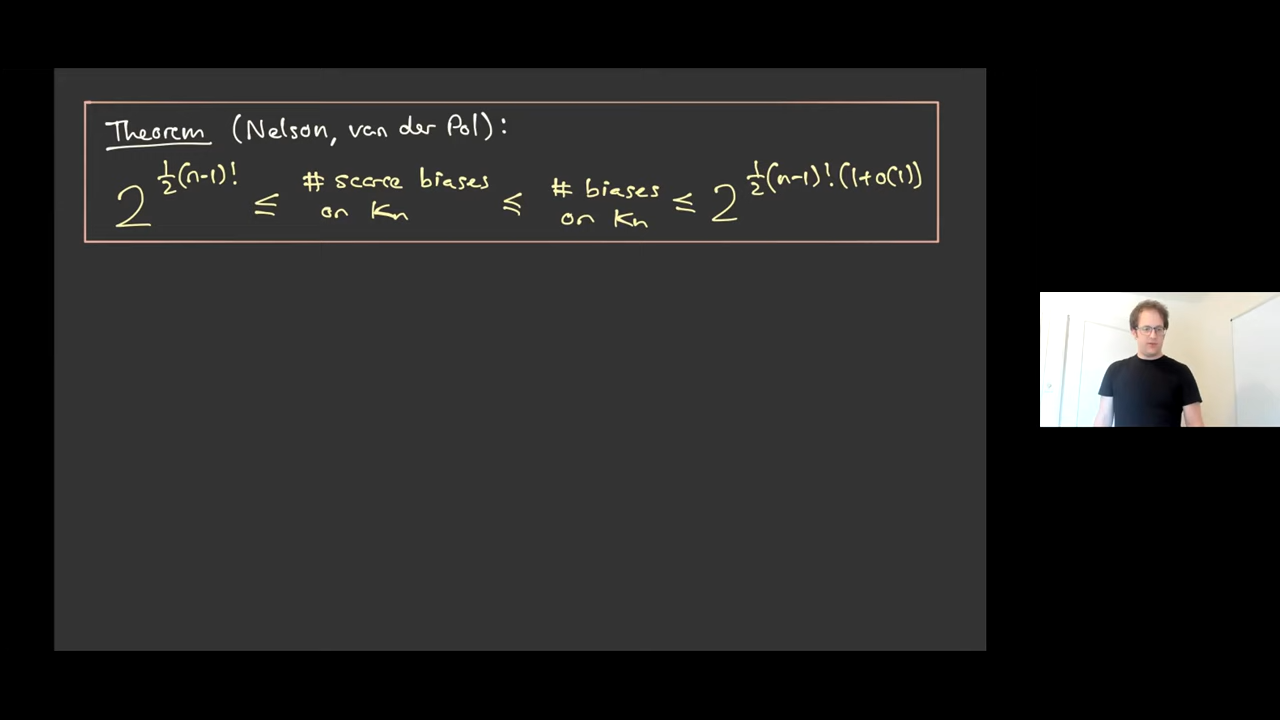 Theorem (Nelson, van der Pol):
2^{½(n-1)!} ≤ # scarce biases on Kn ≤ # biases on Kn ≤ 2^{½(n-1)!(1+o(1))}